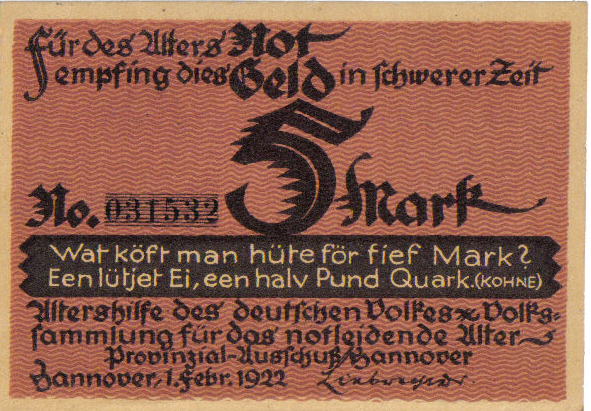 Für des Alters Not
empfing dies Geld in schwerer Zeit
5 Mark
No. 031532
Wat köft man hüte för fief Mark?
Een lütjet Ei, een halv Pund Quark. (KOHNE)
Altershilfe des deutschen Volkes × Volks-
sammlung für das notleidende Alter
Provinzial-Ausschuß Hannover
Hannover, 1. Febr. 1922